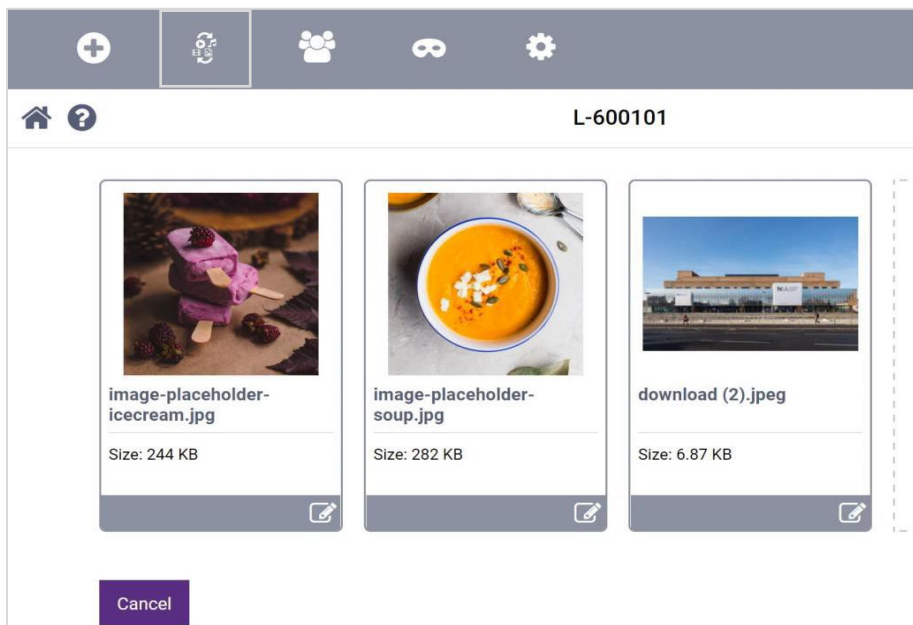 L-600101
image-placeholder-
icecream.jpg
Size: 244 KB
image-placeholder-
soup.jpg
Size: 282 KB
download (2).jpeg
Size: 6.87 KB
Cancel